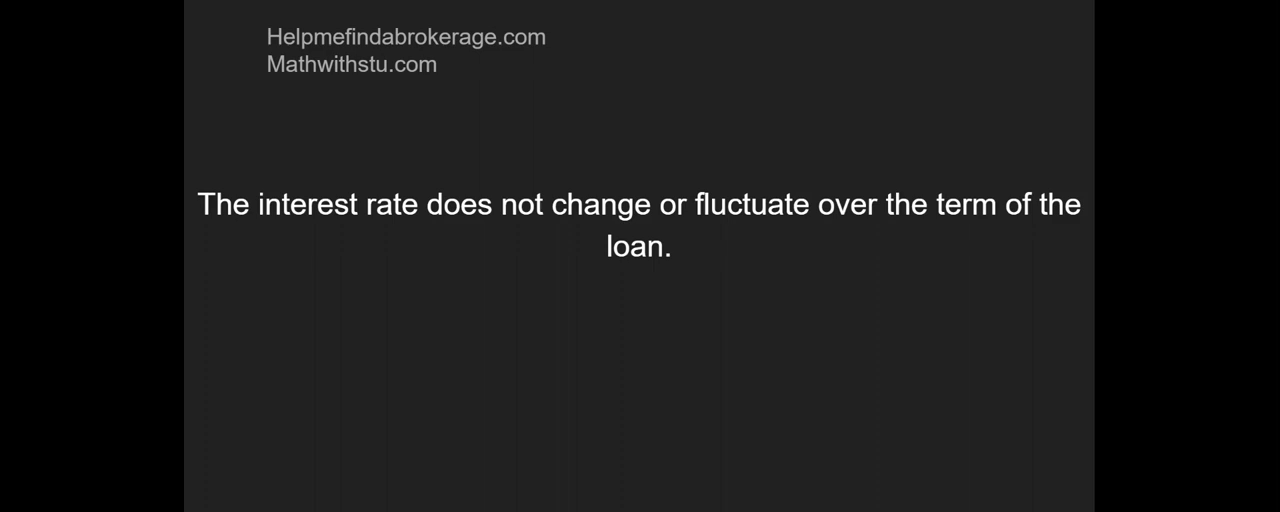 Helpmefindabrokerage.com
Mathwithstu.com
The interest rate does not change or fluctuate over the term of the
loan.